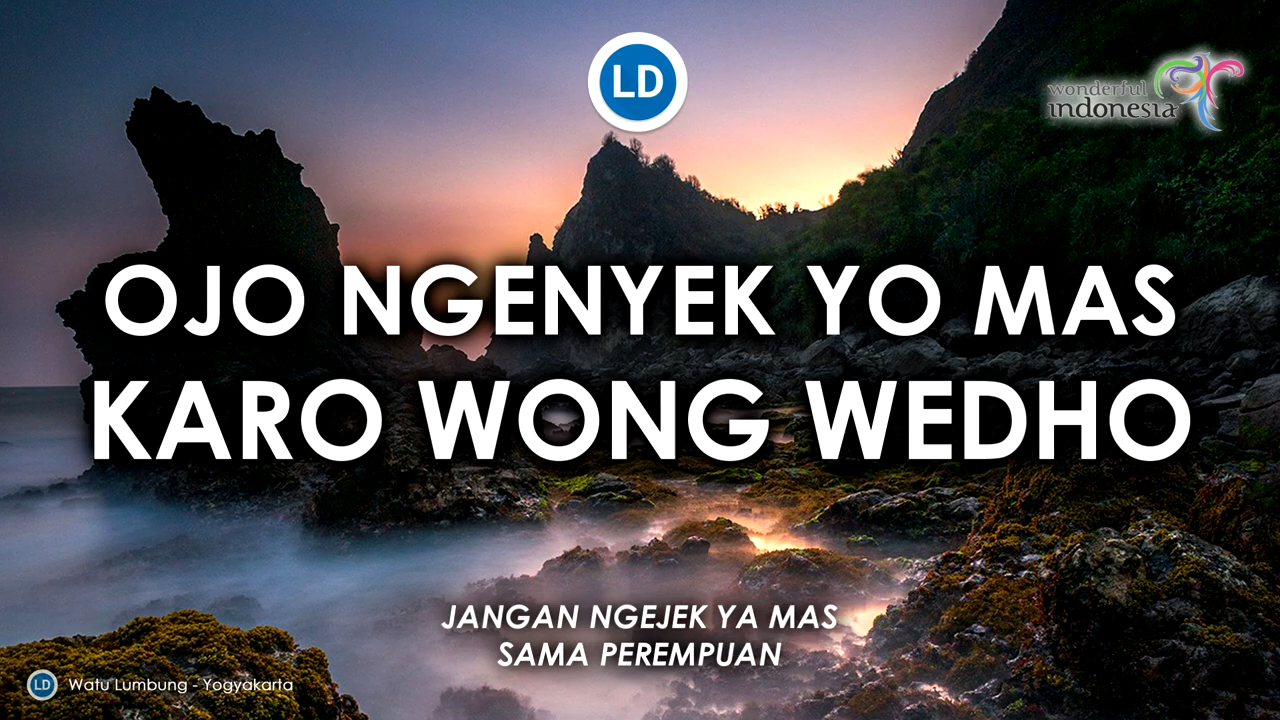 LD
wonderful
indonesia
OJO NGENYEK YO MAS
KARO WONG WEDHO
JANGAN NGEJEK YA MAS
SAMA PEREMPUAN
LD Watu Lumbung - Yogyakarta